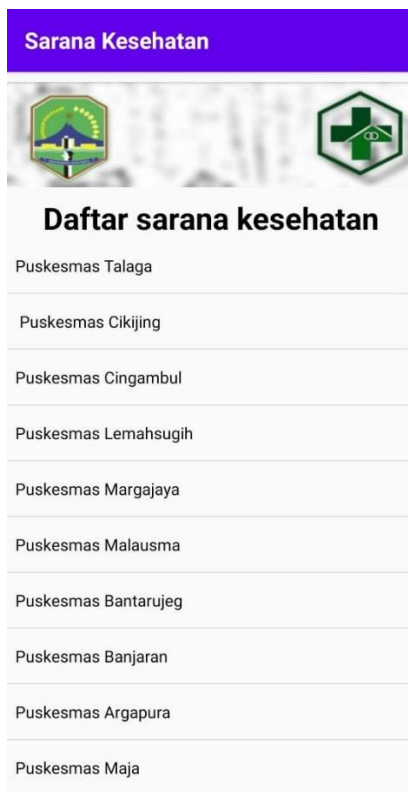 Sarana Kesehatan
Daftar sarana kesehatan
Puskesmas Talaga
Puskesmas Cikijing
Puskesmas Cingambul
Puskesmas Lemahsugih
Puskesmas Margajaya
Puskesmas Malausma
Puskesmas Bantarujeg
Puskesmas Banjaran
Puskesmas Argapura
Puskesmas Maja